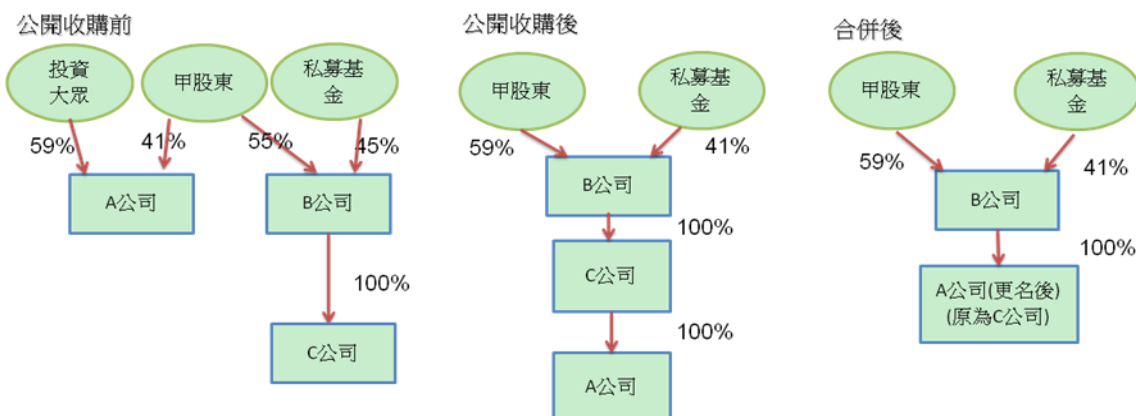 公開收購前
投資
大眾
甲股東
私募基
金
59%
41%
55%
45%
A公司
B公司
100%
C公司
公開收購後
甲股東
私募基
金
59%
41%
B公司
100%
C公司
100%
A公司
合併後
甲股東
私募基
金
59%
41%
B公司
100%
A公司(更名後)
(原為C公司)